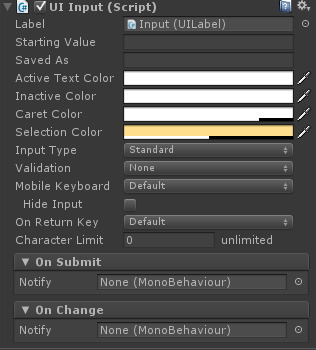 UI Input (Script)
Label Input (UILabel)
Starting Value
Saved As
Active Text Color
Inactive Color
Caret Color
Selection Color
Input Type Standard
Validation None
Mobile Keyboard Default
Hide Input
On Return Key Default
Character Limit 0 unlimited
On Submit
Notify None (MonoBehaviour)
On Change
Notify None (MonoBehaviour)